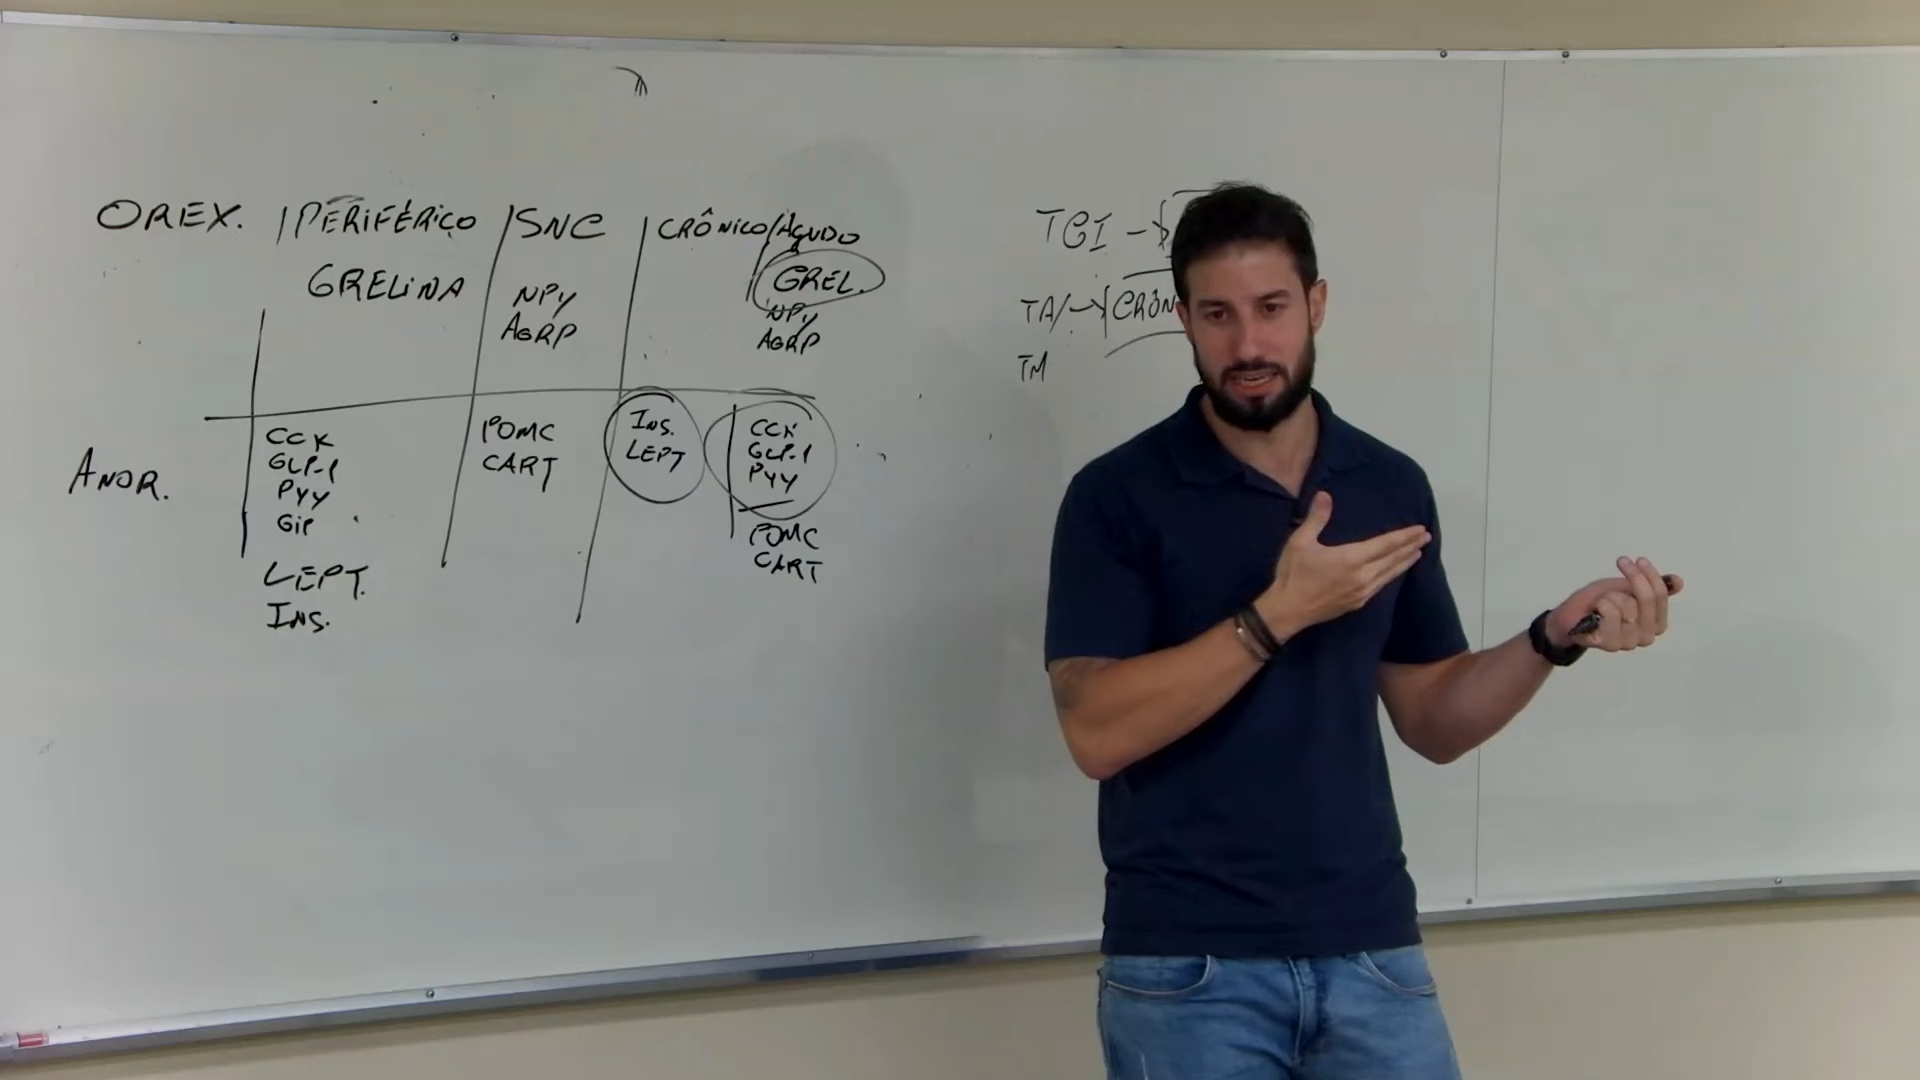 OREX. | PERIFÉRICO | SNC | CRÔNICO/AGUDO
GRELINA
NPY
AGRP
GREL.
NPY
AGRP
ANOR.
CCK
GLP-1
PYY
GIP
LEPT.
INS.
POMC
CART
INS.
LEPT
CCK
GLP-1
PYY
POMC
CART
TGI →
TA/ → CRÔN
TM